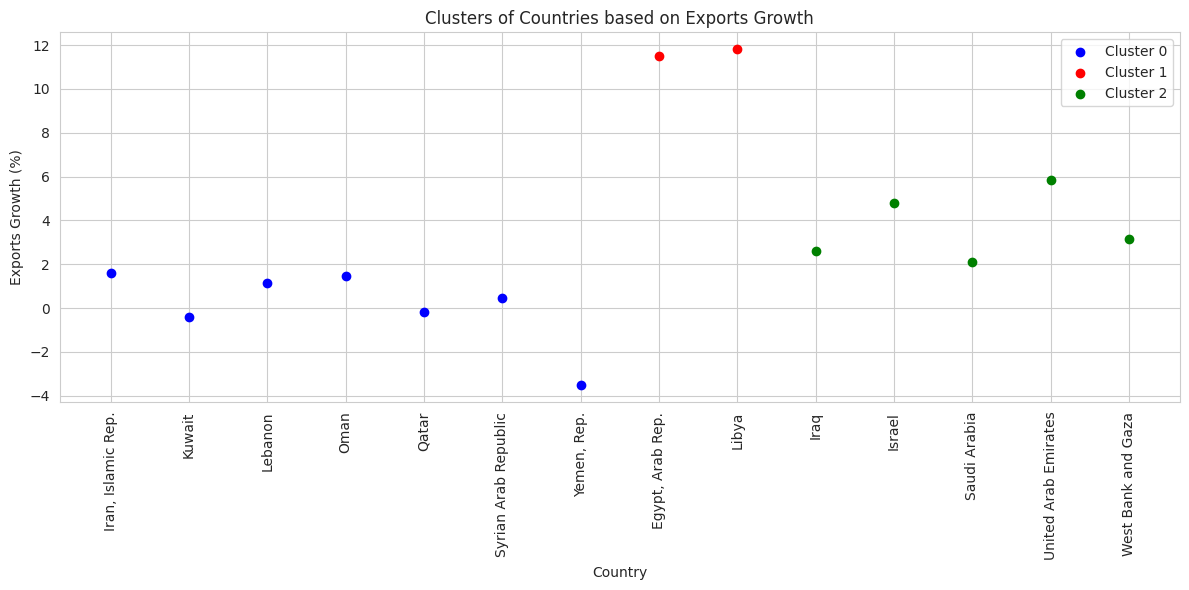 Clusters of Countries based on Exports Growth
Cluster 0
Cluster 1
Cluster 2
Exports Growth (%)
12
10
8
6
4
2
0
−2
−4
Iran, Islamic Rep.
Kuwait
Lebanon
Oman
Qatar
Syrian Arab Republic
Yemen, Rep.
Egypt, Arab Rep.
Libya
Iraq
Israel
Saudi Arabia
United Arab Emirates
West Bank and Gaza
Country